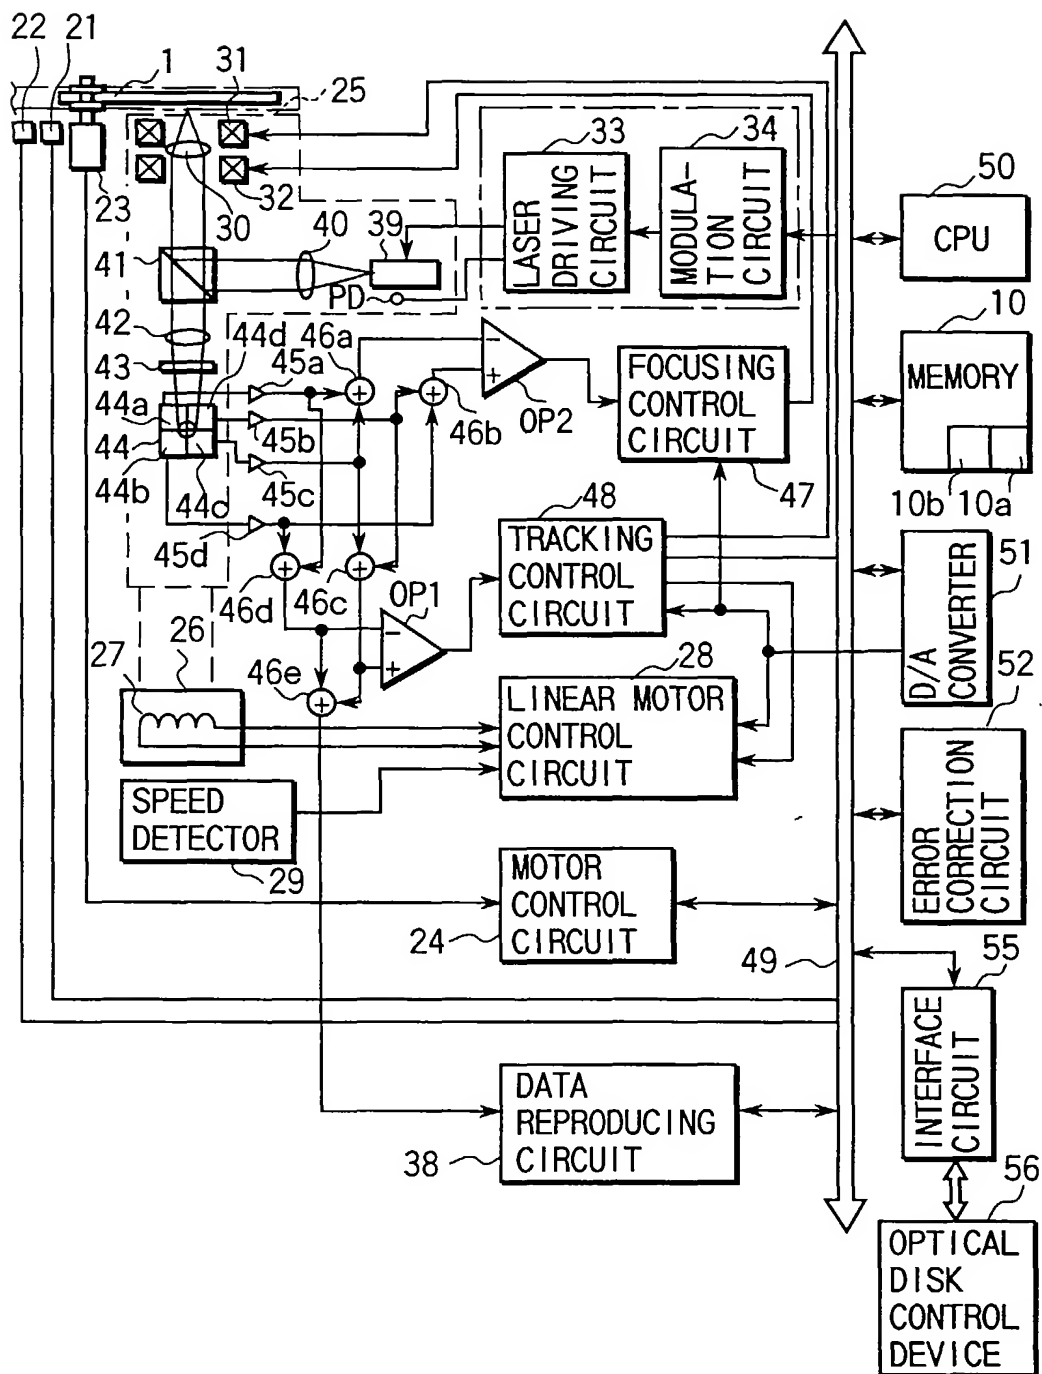 22 21
1
31
25
33
34
23
30
32
LASER
DRIVING
CIRCUIT
MODULA-
TION
CIRCUIT
50
CPU
41
40
39
PD
10
MEMORY
10b 10a
42
43
44d
45a
46a
44a
44
44b
44d
45b
45c
45d
46b
-
+
OP2
FOCUSING
CONTROL
CIRCUIT
47
48
TRACKING
CONTROL
CIRCUIT
46d
46c
OP1
-
+
51
D/A
CONVERTER
52
26
27
46e
28
LINEAR MOTOR
CONTROL
CIRCUIT
ERROR
CORRECTION
CIRCUIT
SPEED
DETECTOR
29
MOTOR
CONTROL
CIRCUIT
24
49
55
INTERFACE
CIRCUIT
DATA
REPRODUCING
CIRCUIT
38
56
OPTICAL
DISK
CONTROL
DEVICE